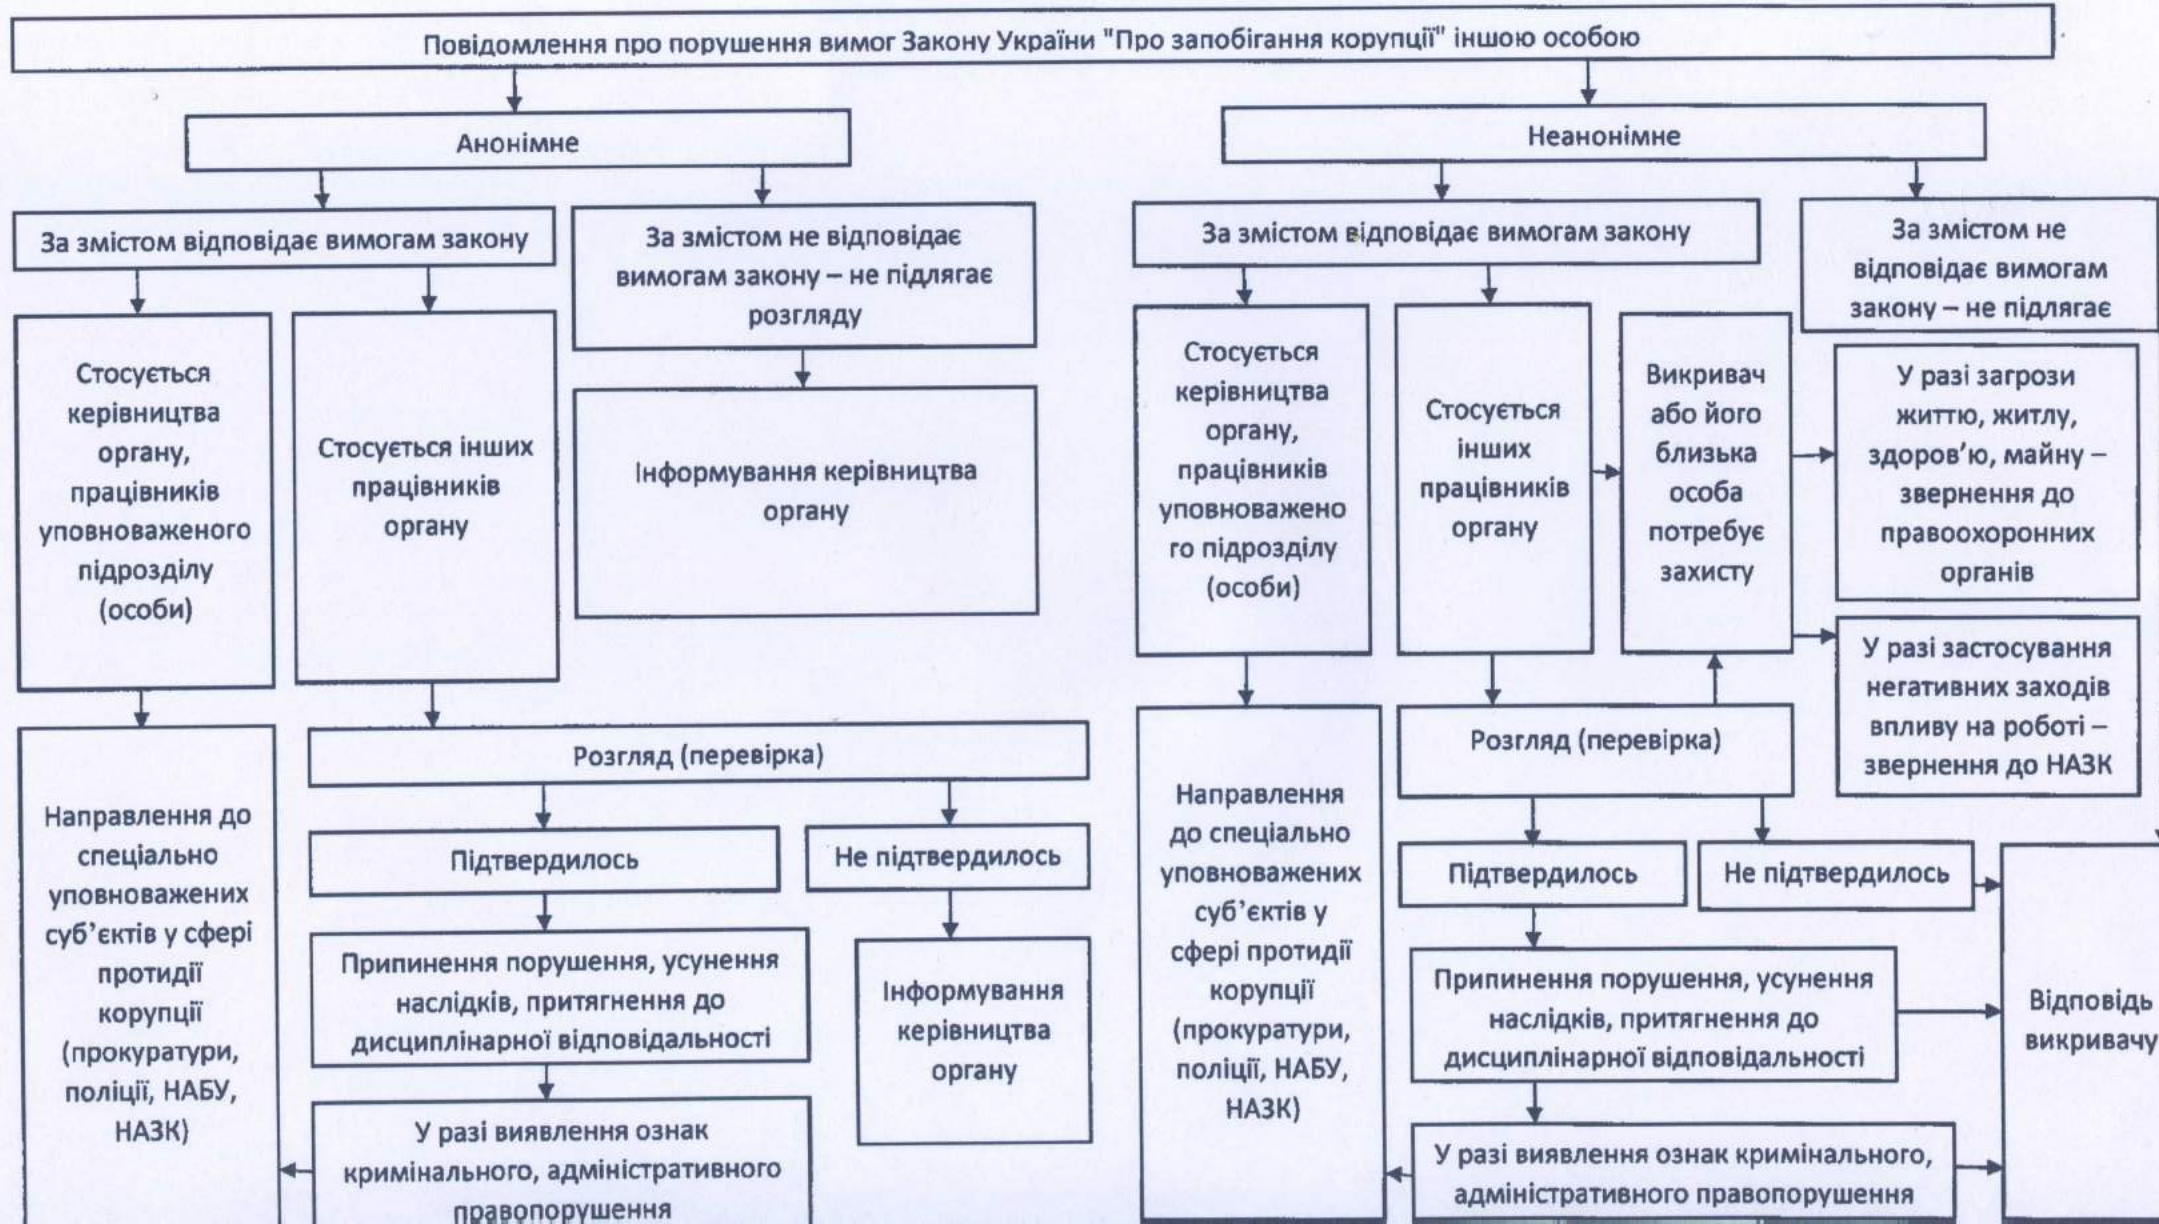 Повідомлення про порушення вимог Закону України "Про запобігання корупції" іншою особою
Анонімне
Неанонімне
За змістом відповідає вимогам закону
За змістом не відповідає
вимогам закону – не підлягає
розгляду
За змістом відповідає вимогам закону
За змістом не
відповідає вимогам
закону – не підлягає
Стосується
керівництва
органу,
працівників
уповноваженого
підрозділу
(особи)
Стосується інших
працівників
органу
Інформування керівництва
органу
Стосується
керівництва
органу,
працівників
уповноважено
го підрозділу
(особи)
Стосується
інших
працівників
органу
Викривач
або його
близька
особа
потребує
захисту
У разі загрози
життю, житлу,
здоров’ю, майну –
звернення до
правоохоронних
органів
У разі застосування
негативних заходів
впливу на роботі –
звернення до НАЗК
Направлення до
спеціально
уповноважених
суб’єктів у сфері
протидії
корупції
(прокуратури,
поліції, НАБУ,
НАЗК)
Розгляд (перевірка)
Підтвердилось
Не підтвердилось
Припинення порушення, усунення
наслідків, притягнення до
дисциплінарної відповідальності
Інформування
керівництва
органу
У разі виявлення ознак
кримінального, адміністративного
правопорушення
Направлення
до спеціально
уповноважених
суб’єктів у
сфері протидії
корупції
(прокуратури,
поліції, НАБУ,
НАЗК)
Розгляд (перевірка)
Підтвердилось
Не підтвердилось
Припинення порушення, усунення
наслідків, притягнення до
дисциплінарної відповідальності
У разі виявлення ознак кримінального,
адміністративного правопорушення
Відповідь
викривачу